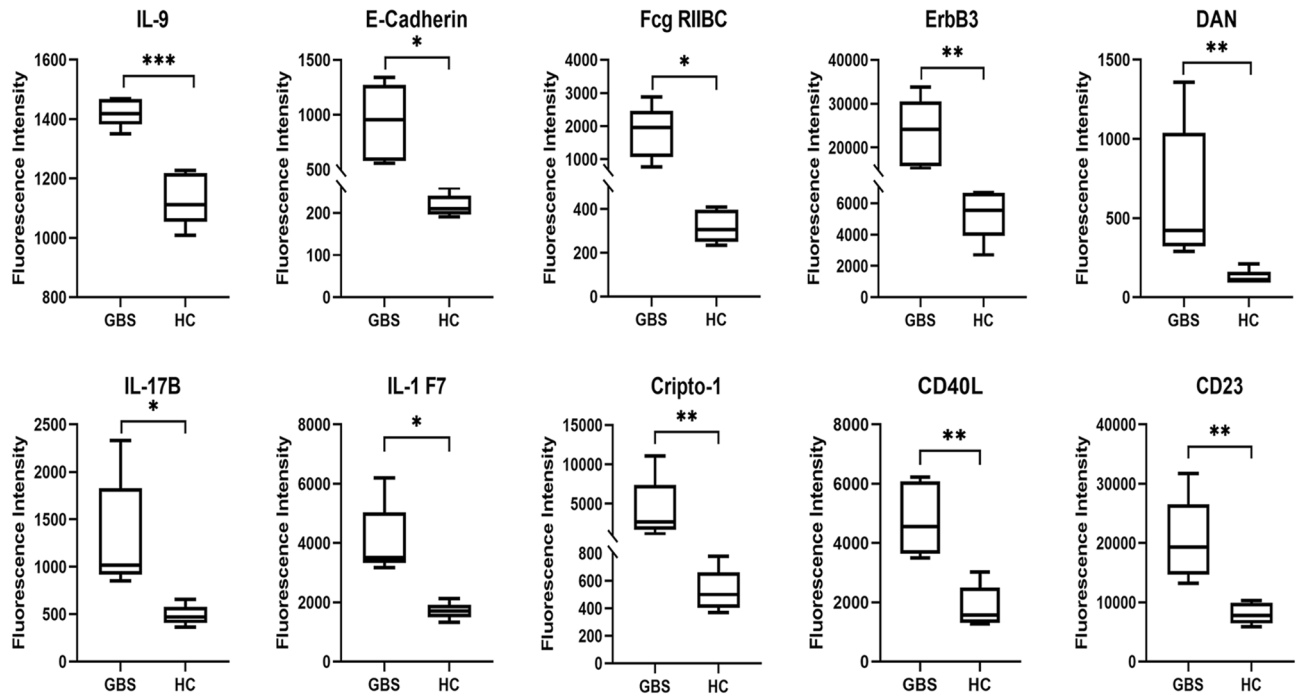 IL-9
***
Fluorescence Intensity
1600
1400
1200
1000
800
GBS HC
E-Cadherin
*
Fluorescence Intensity
1500
1000
500
200
100
0
GBS HC
Fcg RIIBC
*
Fluorescence Intensity
4000
3000
2000
1000
400
200
0
GBS HC
ErbB3
**
Fluorescence Intensity
40000
30000
20000
6000
4000
2000
0
GBS HC
DAN
**
Fluorescence Intensity
1500
1000
500
0
GBS HC
IL-17B
*
Fluorescence Intensity
2500
2000
1500
1000
500
0
GBS HC
IL-1 F7
*
Fluorescence Intensity
8000
6000
4000
2000
0
GBS HC
Cripto-1
**
Fluorescence Intensity
15000
10000
5000
800
600
400
200
0
GBS HC
CD40L
**
Fluorescence Intensity
8000
6000
4000
2000
0
GBS HC
CD23
**
Fluorescence Intensity
40000
30000
20000
10000
0
GBS HC